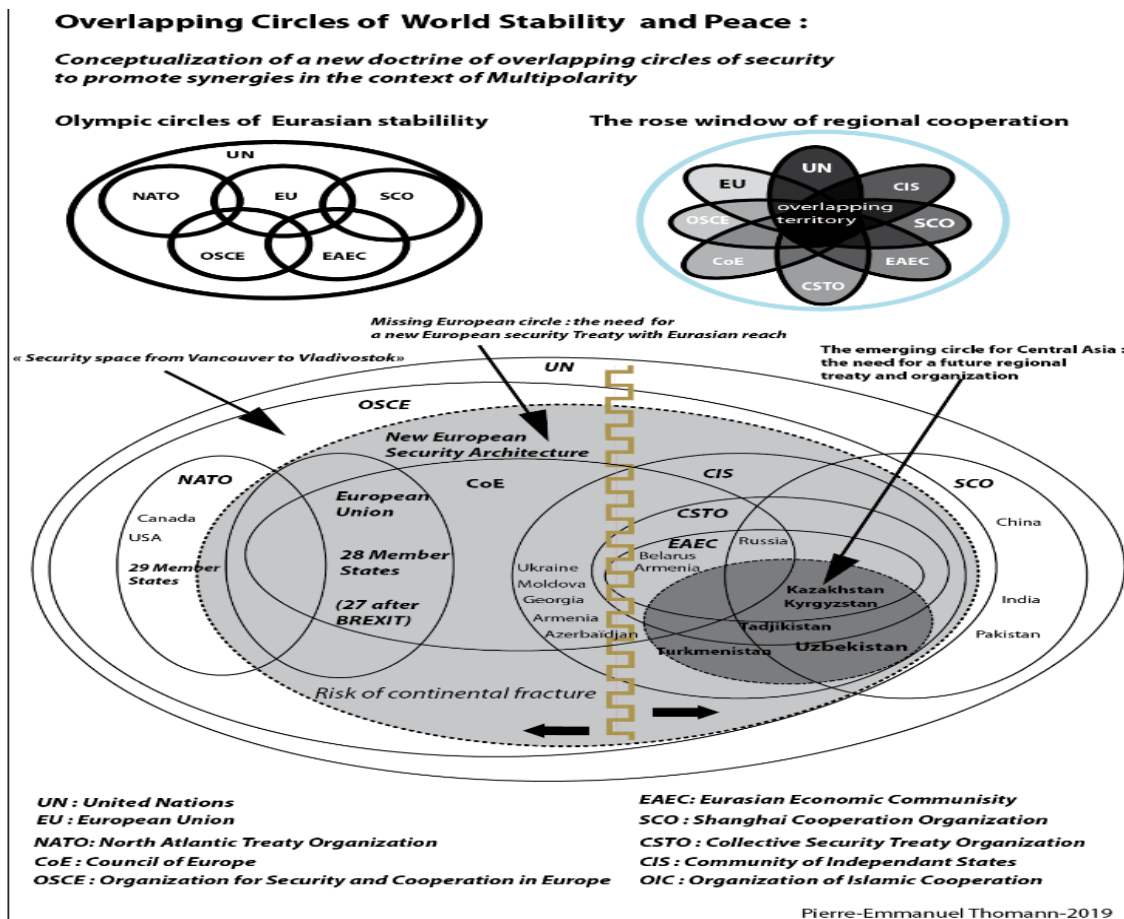 Overlapping Circles of World Stability and Peace :
Conceptualization of a new doctrine of overlapping circles of security
to promote synergies in the context of Multipolarity
Olympic circles of Eurasian stabilility
UN
NATO
EU
SCO
OSCE
EAEC
The rose window of regional cooperation
UN
EU
CIS
overlapping
territory
OSCE
SCO
CoE
EAEC
CSTO
Missing European circle : the need for
a new European security Treaty with Eurasian reach
« Security space from Vancouver to Vladivostok»
The emerging circle for Central Asia :
the need for a future regional
treaty and organization
UN
OSCE
New European
Security Architecture
NATO
CoE
CIS
SCO
European
Union
CSTO
Canada
USA
China
EAEC
Russia
29 Member
States
28 Member
States
Ukraine
Belarus
Armenia
Moldova
Georgia
Kazakhstan
Kyrgyzstan
India
(27 after
BREXIT)
Armenia
Azerbaïdjan
Tadjikistan
Pakistan
Turkmenistan
Uzbekistan
Risk of continental fracture
UN : United Nations
EU : European Union
NATO: North Atlantic Treaty Organization
CoE : Council of Europe
OSCE : Organization for Security and Cooperation in Europe
EAEC: Eurasian Economic Communisity
SCO : Shanghai Cooperation Organization
CSTO : Collective Security Treaty Organization
CIS : Community of Independant States
OIC : Organization of Islamic Cooperation
Pierre-Emmanuel Thomann-2019